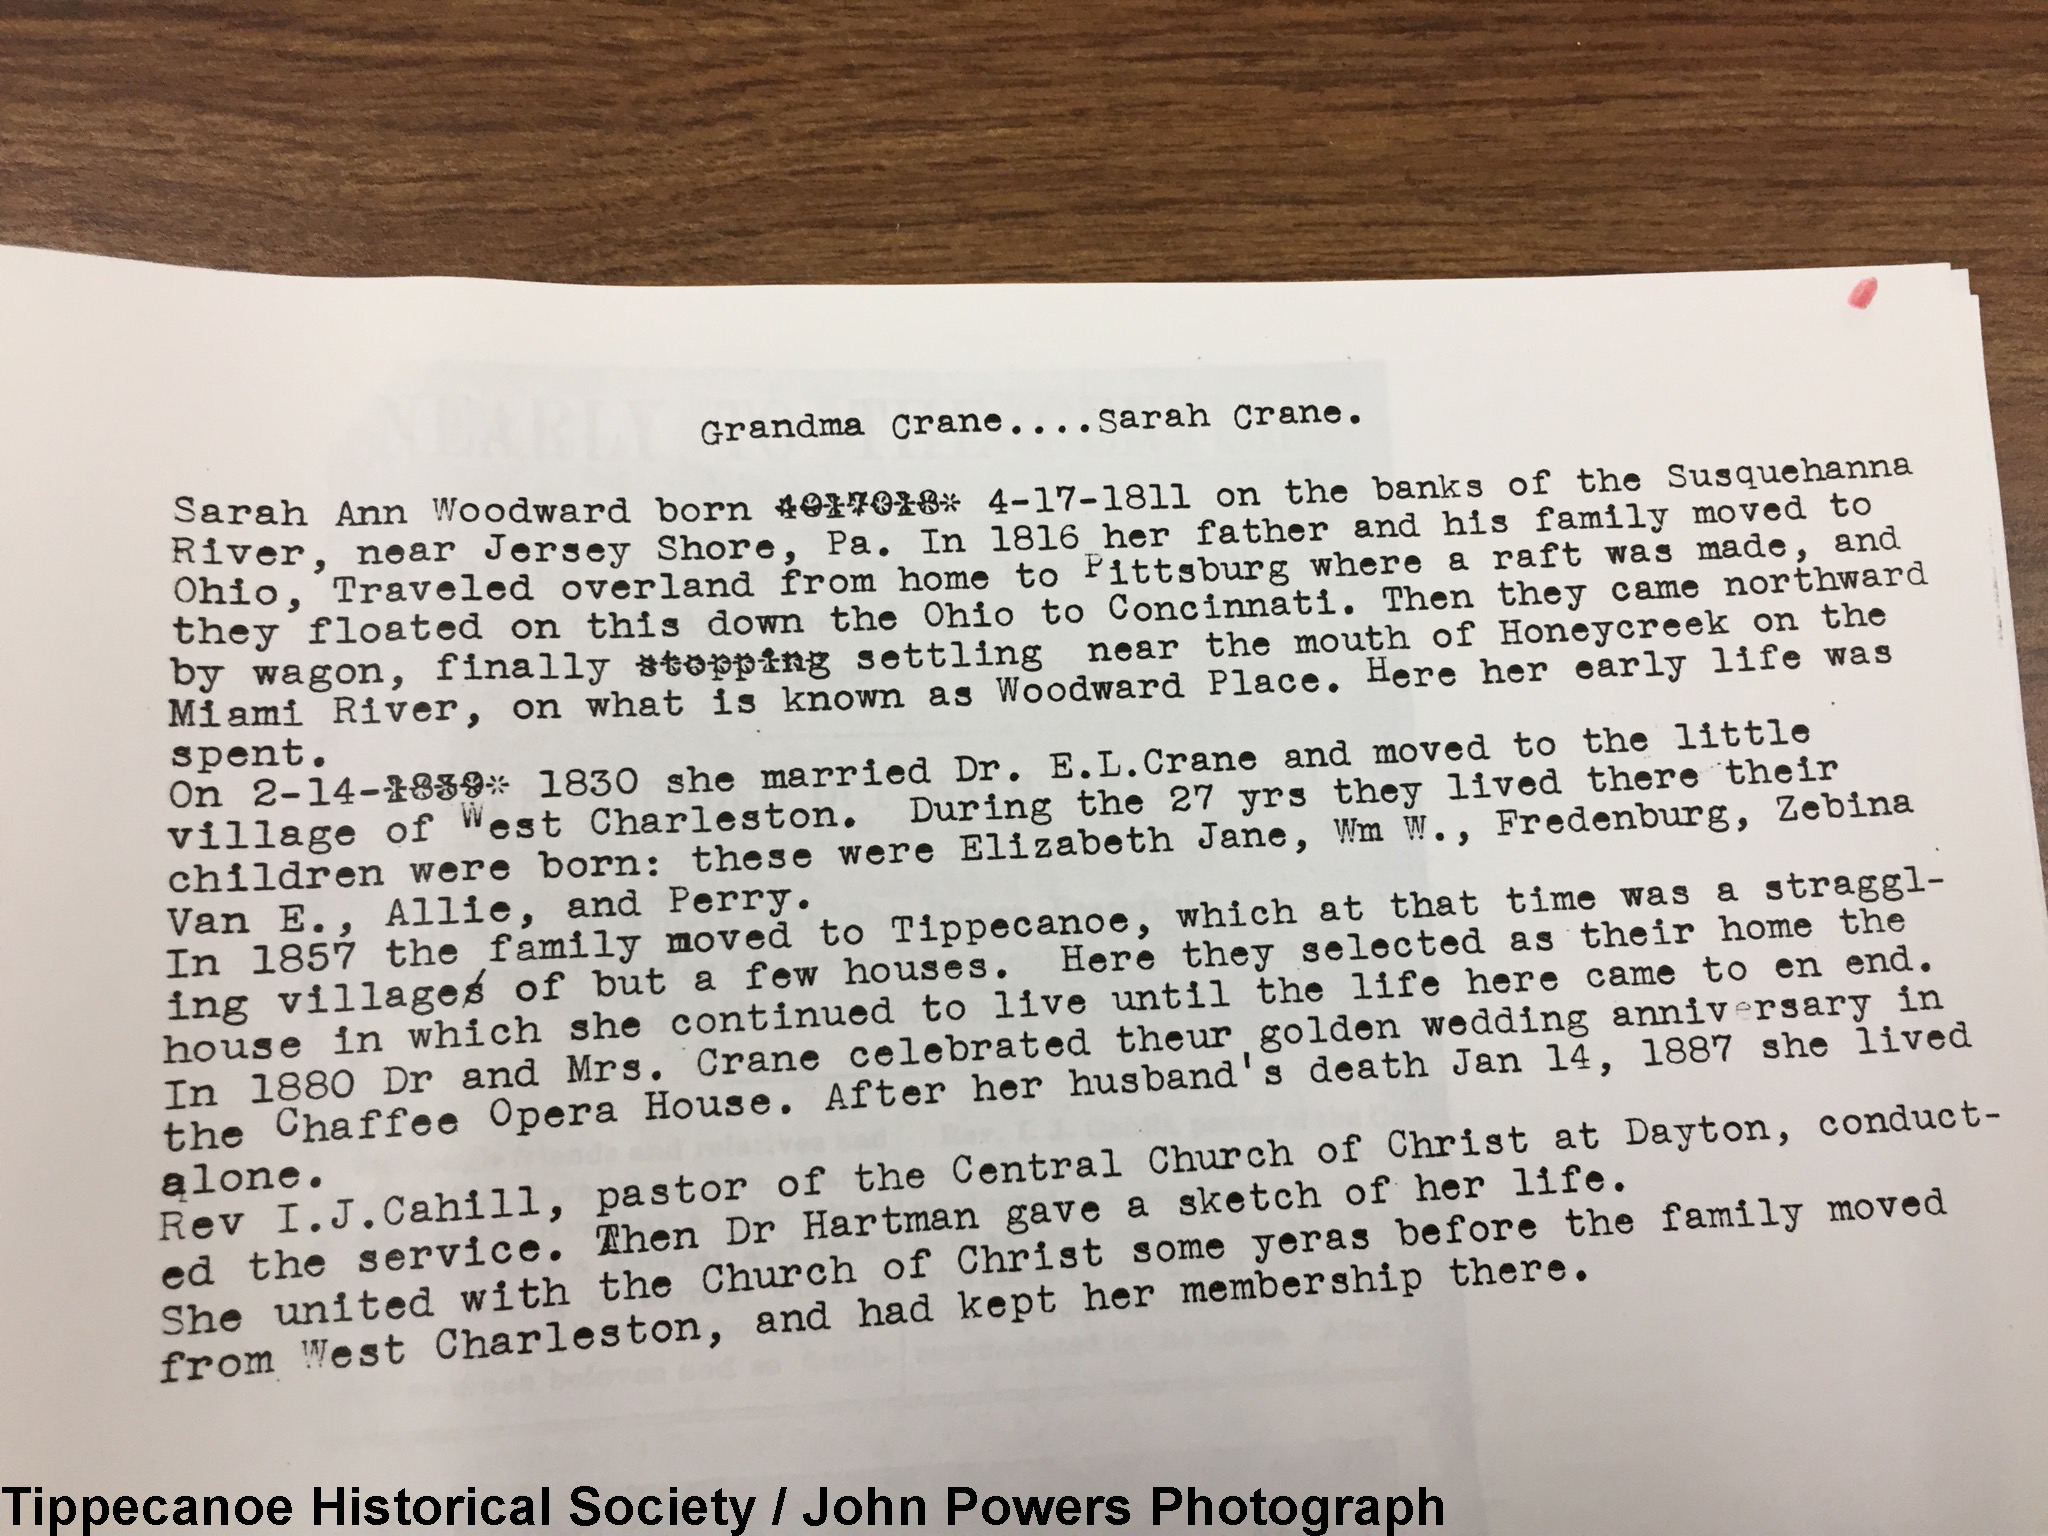 Grandma Crane....Sarah Crane.
Sarah Ann Woodward born 4017018* 4-17-1811 on the banks of the Susquehanna
River, near Jersey Shore, Pa. In 1816 her father and his family moved to
Ohio, Traveled overland from home to Pittsburg where a raft was made, and
they floated on this down the Ohio to Concinnati. Then they came northward
by wagon, finally stopping settling near the mouth of Honeycreek on the
Miami River, on what is known as Woodward Place. Here her early life was
spent.
On 2-14-1839* 1830 she married Dr. E.L.Crane and moved to the little
village of West Charleston. During the 27 yrs they lived there their
children were born: these were Elizabeth Jane, Wm W., Fredenburg, Zebina
Van E., Allie, and Perry.
In 1857 the family moved to Tippecanoe, which at that time was a straggl-
ing villages of but a few houses. Here they selected as their home the
house in which she continued to live until the life here came to en end.
In 1880 Dr and Mrs. Crane celebrated theur golden wedding anniversary in
the Chaffee Opera House. After her husband's death Jan 14, 1887 she lived
alone.
Rev I.J.Cahill, pastor of the Central Church of Christ at Dayton, conduct-
ed the service. Then Dr Hartman gave a sketch of her life.
She united with the Church of Christ some yeras before the family moved
from West Charleston, and had kept her membership there.
Tippecanoe Historical Society / John Powers Photograph